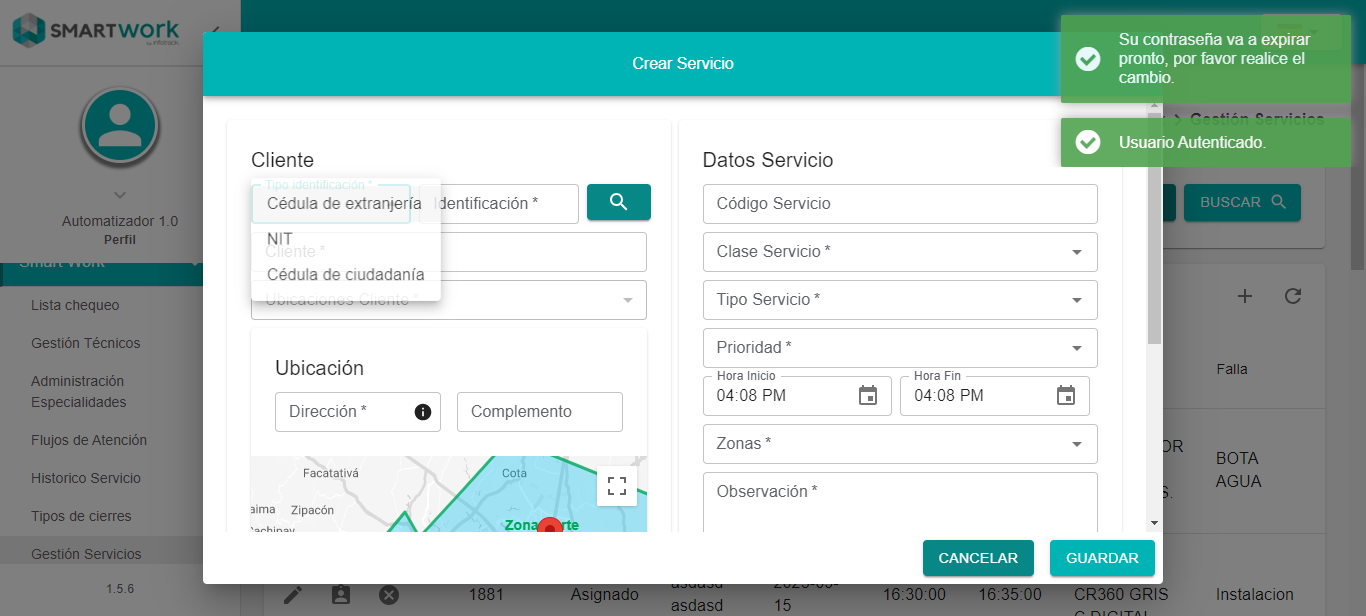 SMARTwork
by infotrack
Automatizador 1.0
Perfil
Smart Work
Lista chequeo
Gestión Técnicos
Administración
Especialidades
Flujos de Atención
Historico Servicio
Tipos de cierres
Gestión Servicios
1.5.6
Crear Servicio
Su contraseña va a expirar
pronto, por favor realice el
cambio.
Usuario Autenticado.
Gestión Servicios
BUSCAR
Cliente
Tipo identificación *
Cédula de extranjería
NIT
Cédula de ciudadanía
Identificación *
Cliente *
Ubicaciones Cliente *
Ubicación
Dirección *
Complemento
Facatativá
Cota
Zipacón
Datos Servicio
Código Servicio
Clase Servicio *
Tipo Servicio *
Prioridad *
Hora Inicio
04:08 PM
Hora Fin
04:08 PM
Zonas *
Observación *
CANCELAR
GUARDAR
Falla
BOTA
AGUA
1881
Asignado
asdasd
asdasd
15
16:30:00
16:35:00
CR360 GRIS
Instalacion